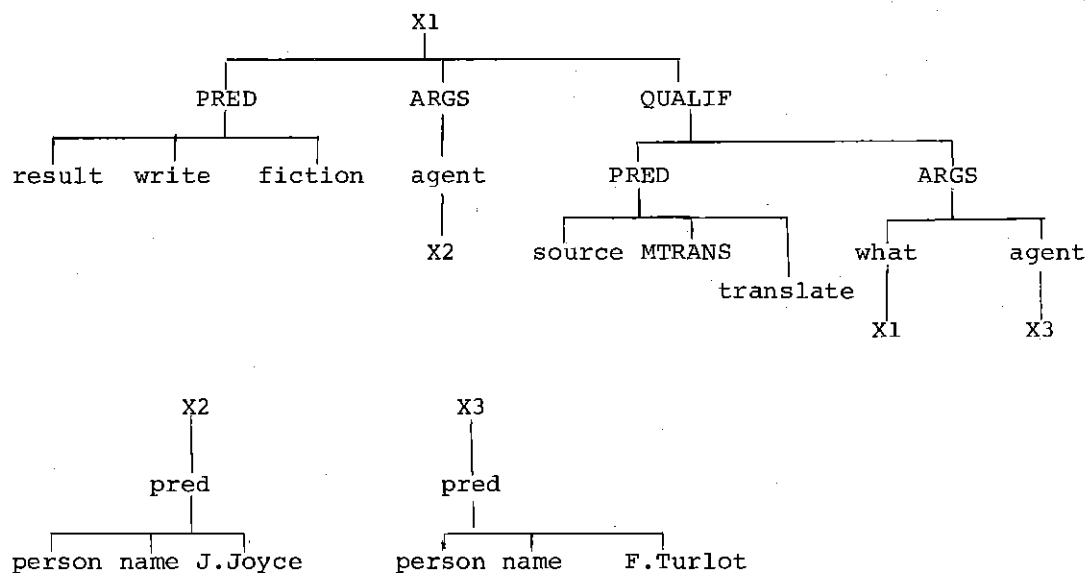 X1
PRED ARGS QUALIF
result write fiction agent PRED ARGS
X2 source MTRANS what agent
translate
X1 X3
X2 X3
pred pred
person name J.Joyce person name F.Turlot